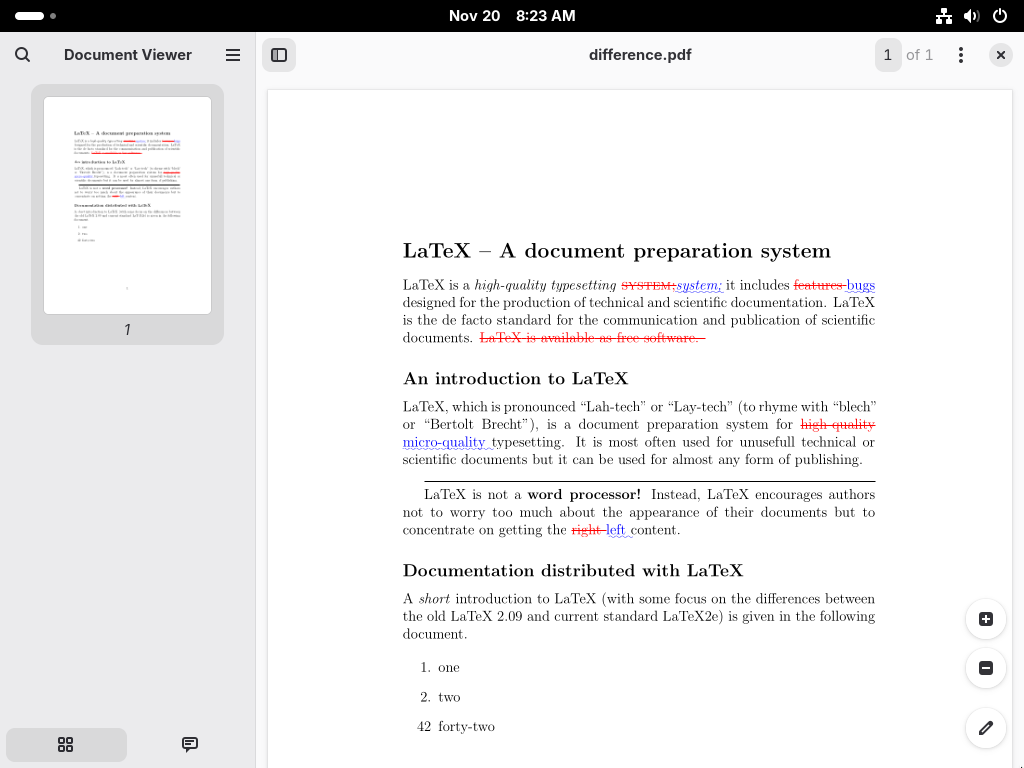 Nov 20 8:23 AM
Document Viewer
difference.pdf
1 of 1
1
LaTeX – A document preparation system
LaTeX is a high-quality typesetting SYSTEM:system; it includes features bugs
designed for the production of technical and scientific documentation. LaTeX
is the de facto standard for the communication and publication of scientific
documents. LaTeX is available as free software.
An introduction to LaTeX
LaTeX, which is pronounced “Lah-tech” or “Lay-tech” (to rhyme with “blech”
or “Bertolt Brecht”), is a document preparation system for high-quality
micro-quality typesetting. It is most often used for unusefull technical or
scientific documents but it can be used for almost any form of publishing.
LaTeX is not a word processor! Instead, LaTeX encourages authors
not to worry too much about the appearance of their documents but to
concentrate on getting the right left content.
Documentation distributed with LaTeX
A short introduction to LaTeX (with some focus on the differences between
the old LaTeX 2.09 and current standard LaTeX2e) is given in the following
document.
1. one
2. two
42 forty-two